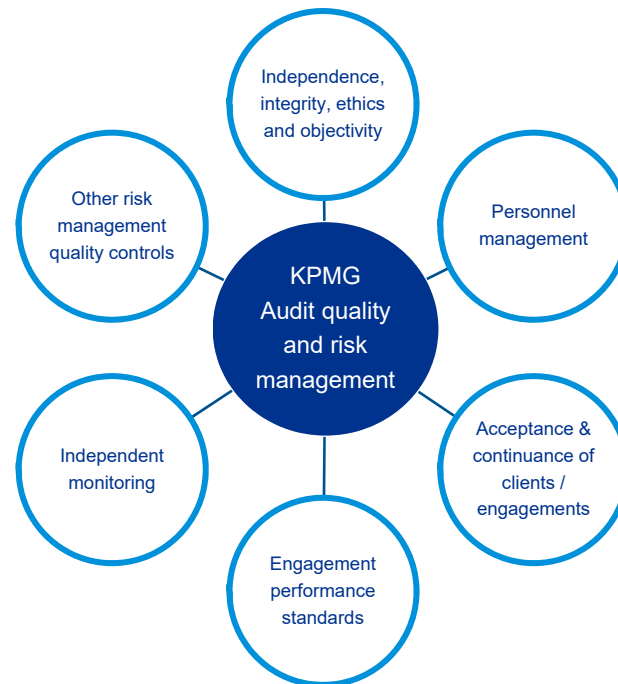 Independence,
integrity, ethics
and objectivity
Other risk
management
quality controls
Personnel
management
KPMG
Audit quality
and risk
management
Independent
monitoring
Acceptance &
continuance of
clients /
engagements
Engagement
performance
standards